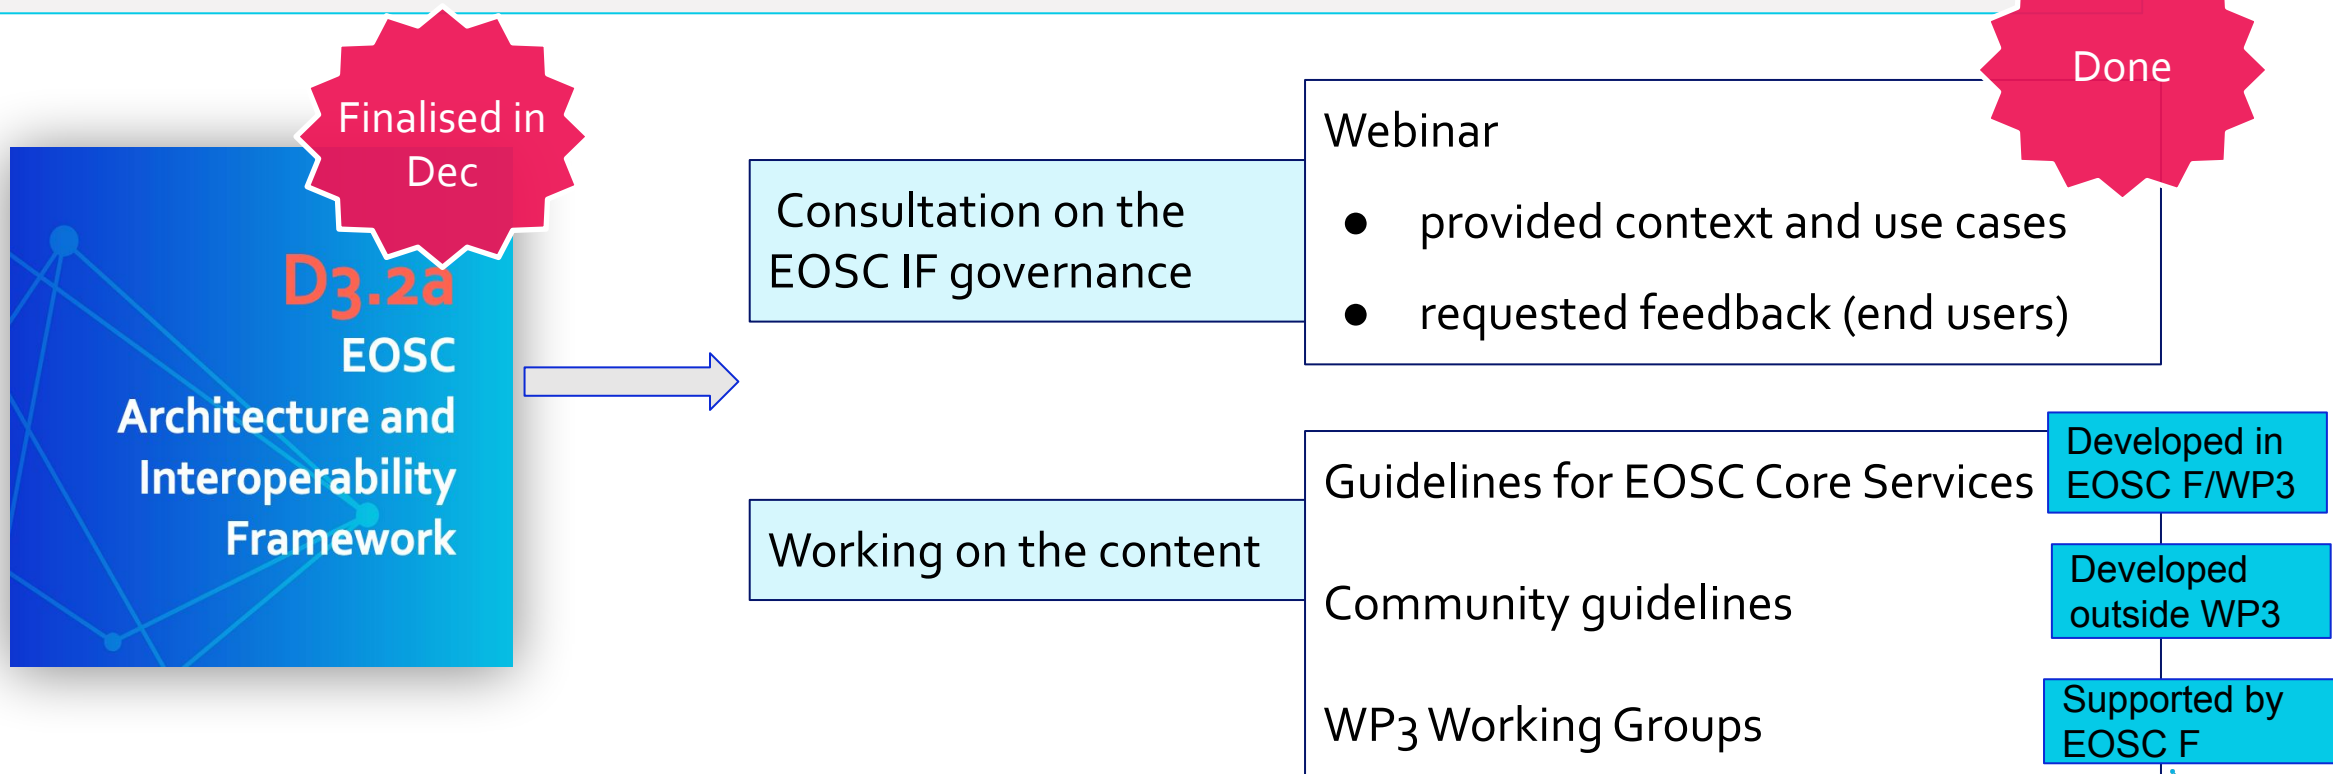 Finalised in
Dec
D3.2a
EOSC
Architecture and
Interoperability
Framework
Consultation on the
EOSC IF governance
Done
Webinar
● provided context and use cases
● requested feedback (end users)
Working on the content
Guidelines for EOSC Core Services
Developed in
EOSC F/WP3
Community guidelines
Developed
outside WP3
WP3 Working Groups
Supported by
EOSC F